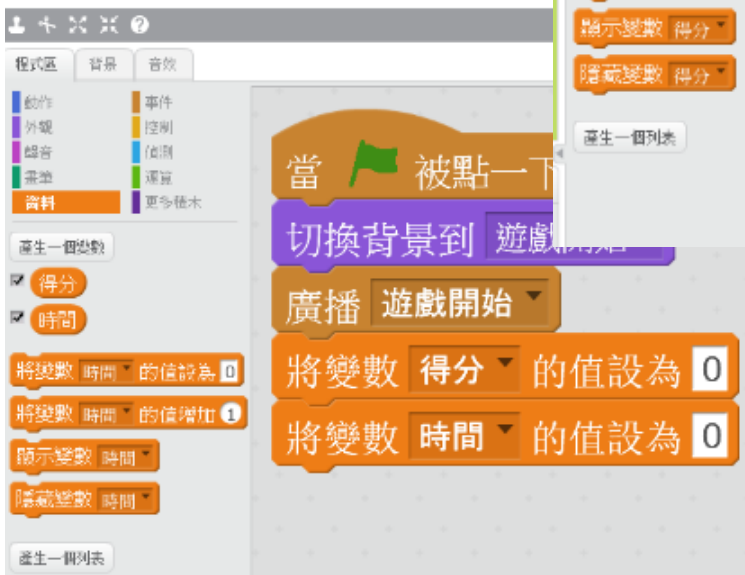 顯示變數 得分
隱藏變數 得分
產生一個列表
程式區 背景 音效
動作 事件
外觀 控制
聲音 偵測
畫筆 運算
資料 更多積木
產生一個變數
得分
時間
將變數 時間 的值設為 0
將變數 時間 的值增加 1
顯示變數 時間
隱藏變數 時間
產生一個列表
當 被點一下
切換背景到 遊戲開始
廣播 遊戲開始
將變數 得分 的值設為 0
將變數 時間 的值設為 0